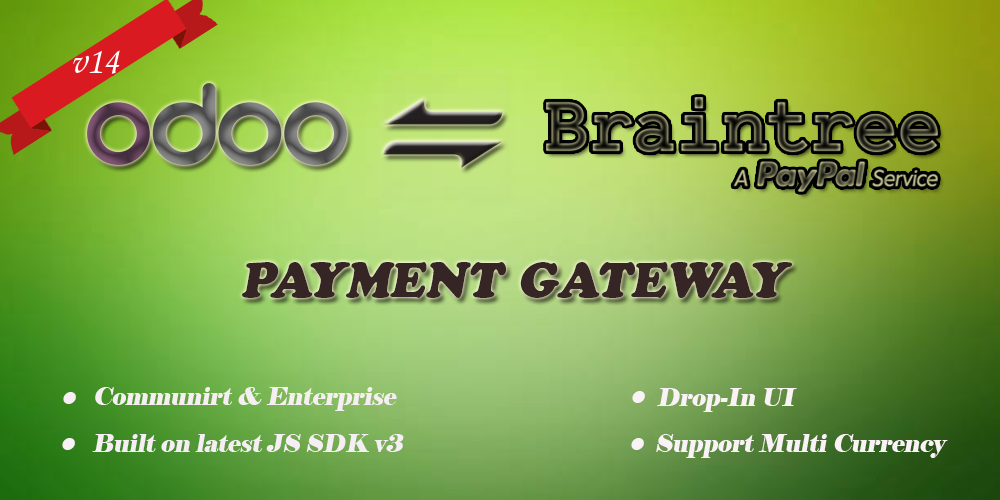 v14
odoo
Braintree
A PayPal Service
PAYMENT GATEWAY
Communirt & Enterprise
Built on latest JS SDK v3
Drop-In UI
Support Multi Currency